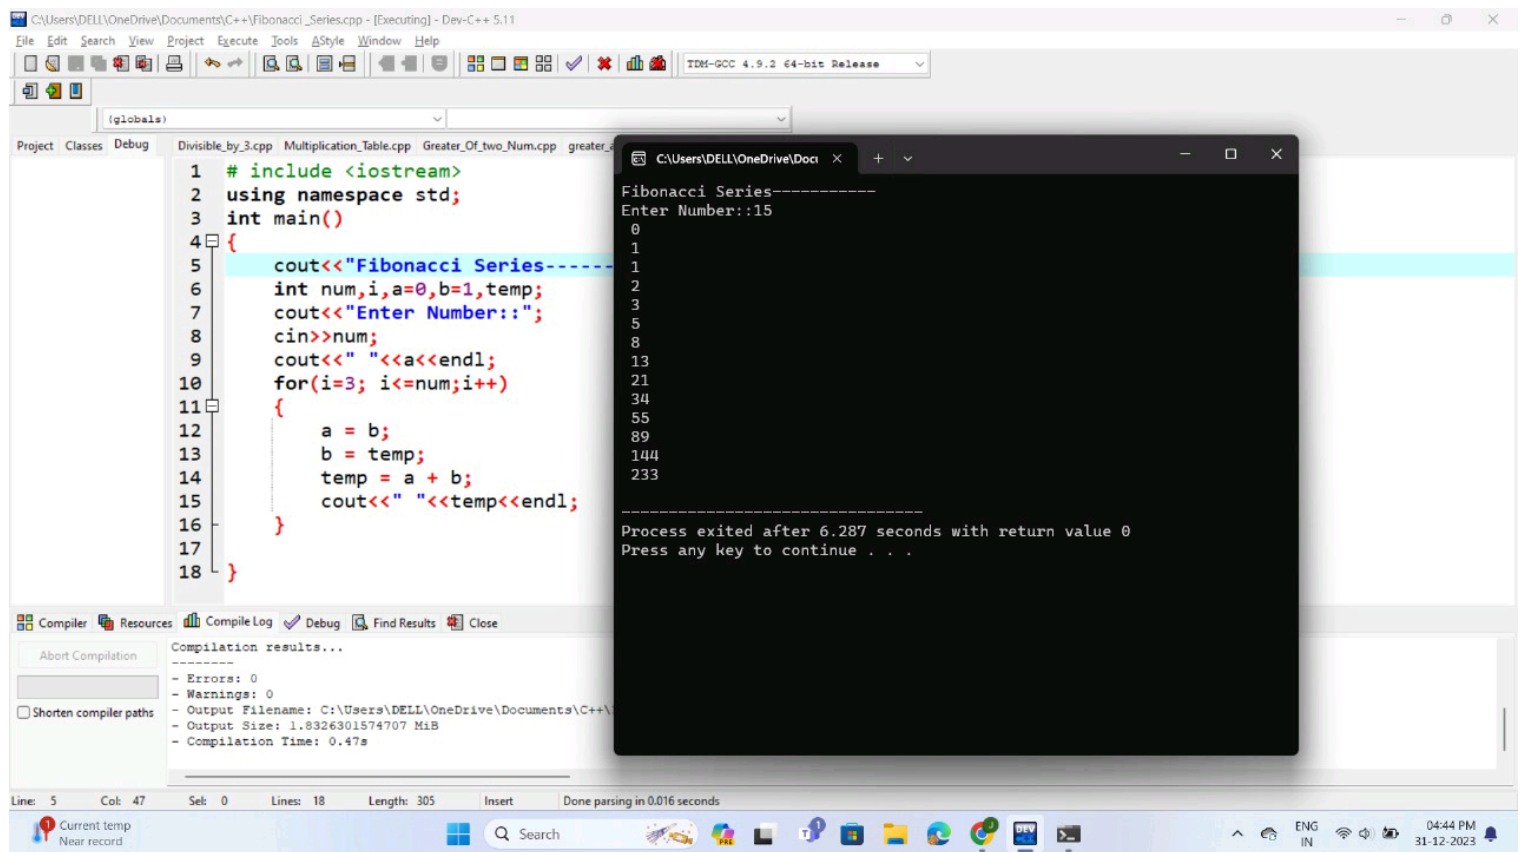 C:\Users\DELL\OneDrive\Documents\C++\Fibonacci _Series.cpp - [Executing] - Dev-C++ 5.11
File Edit Search View Project Execute Tools AStyle Window Help
TDM-GCC 4.9.2 64-bit Release
(globals)
Project Classes Debug
Divisible_by_3.cpp Multiplication_Table.cpp Greater_Of_two_Num.cpp greater_a
1 # include <iostream>
2 using namespace std;
3 int main()
4 {
5 cout<<"Fibonacci Series------
6 int num,i,a=0,b=1,temp;
7 cout<<"Enter Number::";
8 cin>>num;
9 cout<<" "<<a<<endl;
10 for(i=3; i<=num;i++)
11 {
12 a = b;
13 b = temp;
14 temp = a + b;
15 cout<<" "<<temp<<endl;
16 }
17
18 }
C:\Users\DELL\OneDrive\Doc
Fibonacci Series-----------
Enter Number::15
0
1
1
2
3
5
8
13
21
34
55
89
144
233
--------------------------------
Process exited after 6.287 seconds with return value 0
Press any key to continue . . .
Compiler Resources Compile Log Debug Find Results Close
Abort Compilation
Shorten compiler paths
Compilation results...
--------
- Errors: 0
- Warnings: 0
- Output Filename: C:\Users\DELL\OneDrive\Documents\C++\
- Output Size: 1.8326301574707 MiB
- Compilation Time: 0.47s
Line: 5 Col: 47 Sel: 0 Lines: 18 Length: 305 Insert Done parsing in 0.016 seconds
1
Current temp
Near record
Search
PRE
T 1
J
DEV
ENG
IN
04:44 PM
31-12-2023